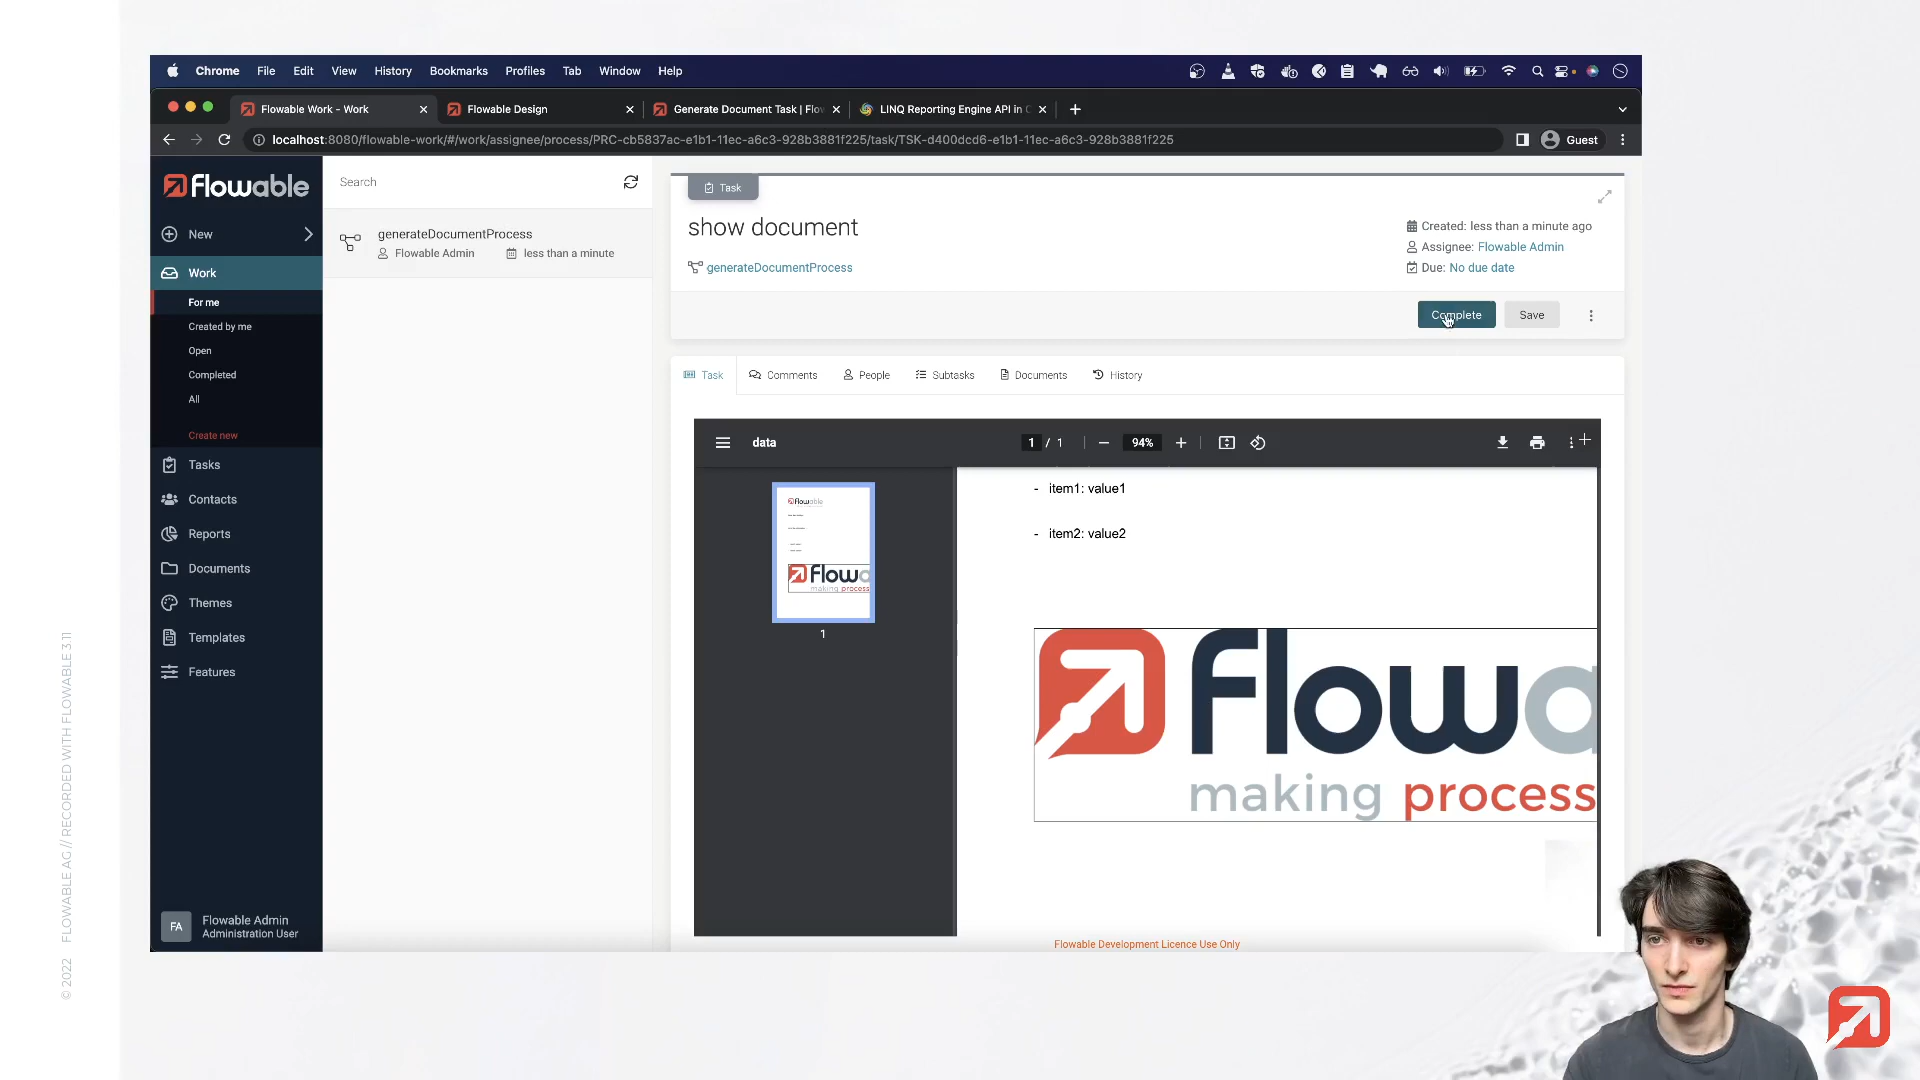 Chrome File Edit View History Bookmarks Profiles Tab Window Help
Flowable Work - Work
Flowable Design
Generate Document Task | Flo
LINQ Reporting Engine API in
localhost:8080/flowable-work/#/work/assignee/process/PRC-cb5837ac-e1b1-11ec-a6c3-928b3881f225/task/TSK-d400dcd6-e1b1-11ec-a6c3-928b3881f225
Guest
Flowable
New
Work
For me
Created by me
Open
Completed
All
Create new
Tasks
Contacts
Reports
Documents
Themes
Templates
Features
FA
Flowable Admin
Administration User
Search
generateDocumentProcess
Flowable Admin less than a minute
Task
show document
generateDocumentProcess
Created: less than a minute ago
Assignee: Flowable Admin
Due: No due date
Complete Save
Task Comments People Subtasks Documents History
data
1 / 1
94%
flowable
Flowa
making process
1
- item1: value1
- item2: value2
Flowa
making process
Flowable Development Licence Use Only
© 2022 FLOWABLE AG // RECORDED WITH FLOWABLE 3.11